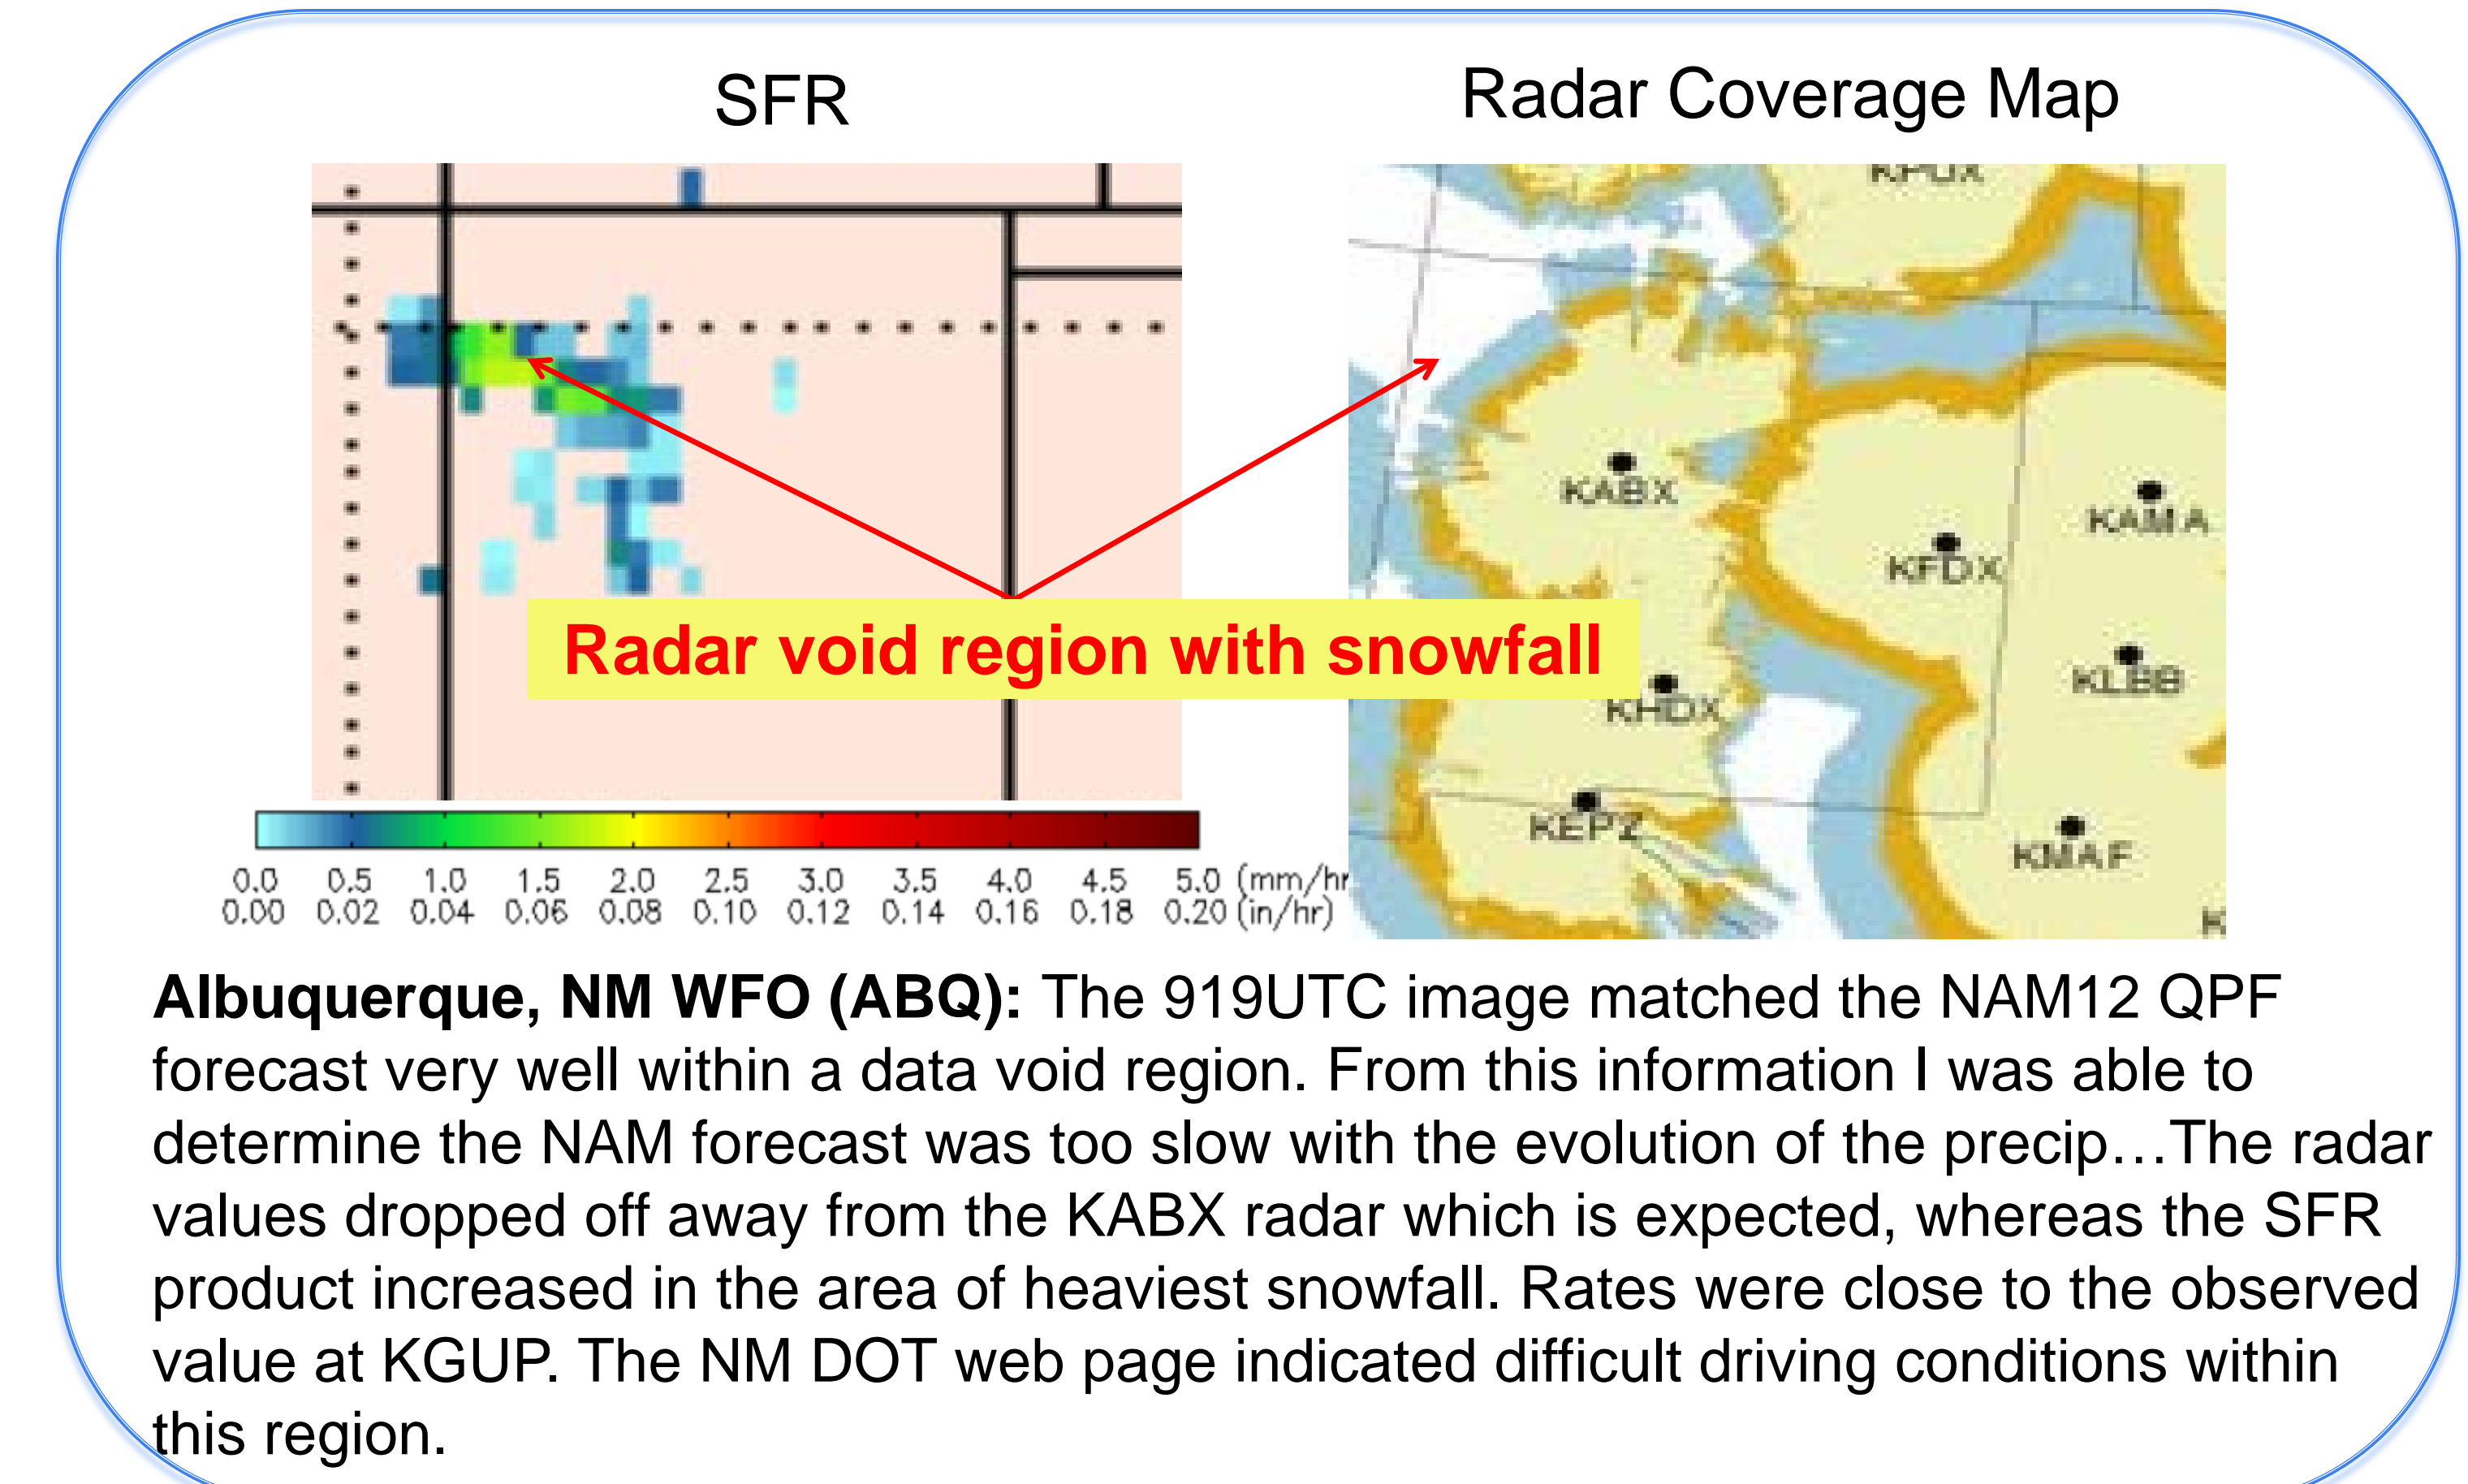 SFR
Radar Coverage Map
KABX
KAMA
KFDX
Radar void region with snowfall
KLBB
KHDX
KEPZ
KMAF
0.0 0.5 1.0 1.5 2.0 2.5 3.0 3.5 4.0 4.5 5.0 (mm/hr
0.00 0.02 0.04 0.06 0.08 0.10 0.12 0.14 0.16 0.18 0.20 (in/hr)
Albuquerque, NM WFO (ABQ): The 919UTC image matched the NAM12 QPF
forecast very well within a data void region. From this information I was able to
determine the NAM forecast was too slow with the evolution of the precip…The radar
values dropped off away from the KABX radar which is expected, whereas the SFR
product increased in the area of heaviest snowfall. Rates were close to the observed
value at KGUP. The NM DOT web page indicated difficult driving conditions within
this region.